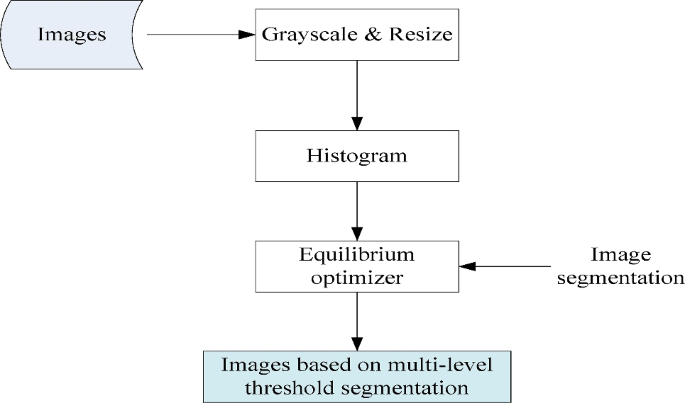 Images
Grayscale & Resize
Histogram
Equilibrium
optimizer
Image
segmentation
Images based on multi-level
threshold segmentation